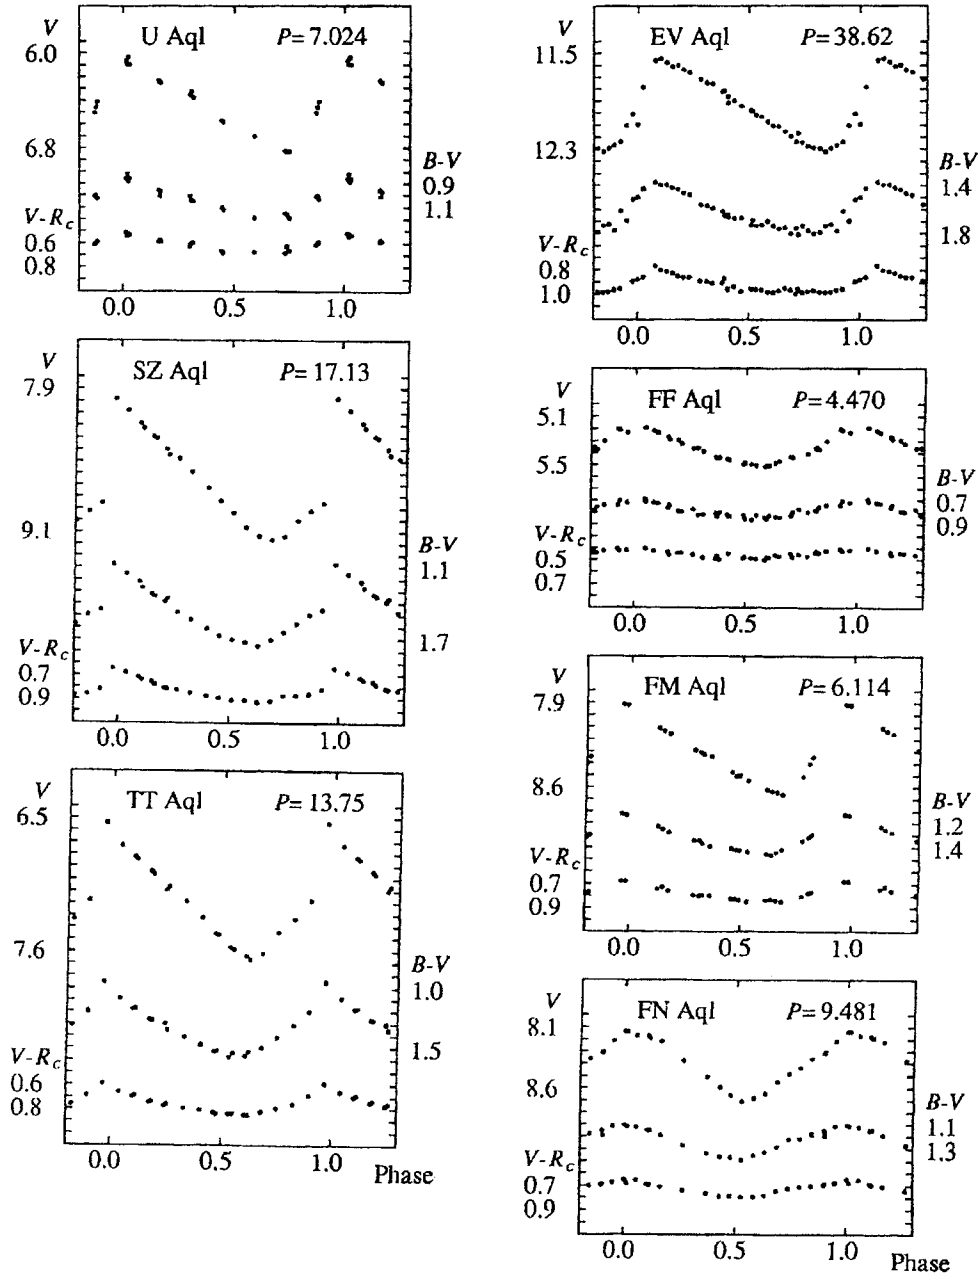 V
U Aql P=7.024
6.0
6.8
B-V
0.9
1.1
V-Rc
0.6
0.8
0.0 0.5 1.0
V
SZ Aql P=17.13
7.9
9.1
B-V
1.1
1.7
V-Rc
0.7
0.9
0.0 0.5 1.0
V
TT Aql P=13.75
6.5
7.6
B-V
1.0
1.5
V-Rc
0.6
0.8
0.0 0.5 1.0
Phase
V
EV Aql P=38.62
11.5
12.3
B-V
1.4
1.8
V-Rc
0.8
1.0
0.0 0.5 1.0
V
FF Aql P=4.470
5.1
5.5
B-V
0.7
0.9
V-Rc
0.5
0.7
0.0 0.5 1.0
V
FM Aql P=6.114
7.9
8.6
B-V
1.2
1.4
V-Rc
0.7
0.9
0.0 0.5 1.0
V
FN Aql P=9.481
8.1
8.6
B-V
1.1
1.3
V-Rc
0.7
0.9
0.0 0.5 1.0
Phase